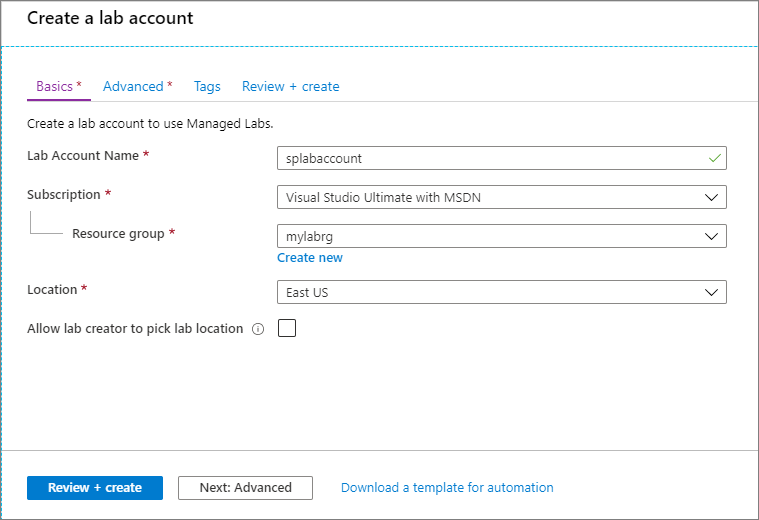 Create a lab account
Basics * Advanced * Tags Review + create
Create a lab account to use Managed Labs.
Lab Account Name * splabaccount
Subscription * Visual Studio Ultimate with MSDN
Resource group * mylabrg
Create new
Location * East US
Allow lab creator to pick lab location
Review + create Next: Advanced Download a template for automation